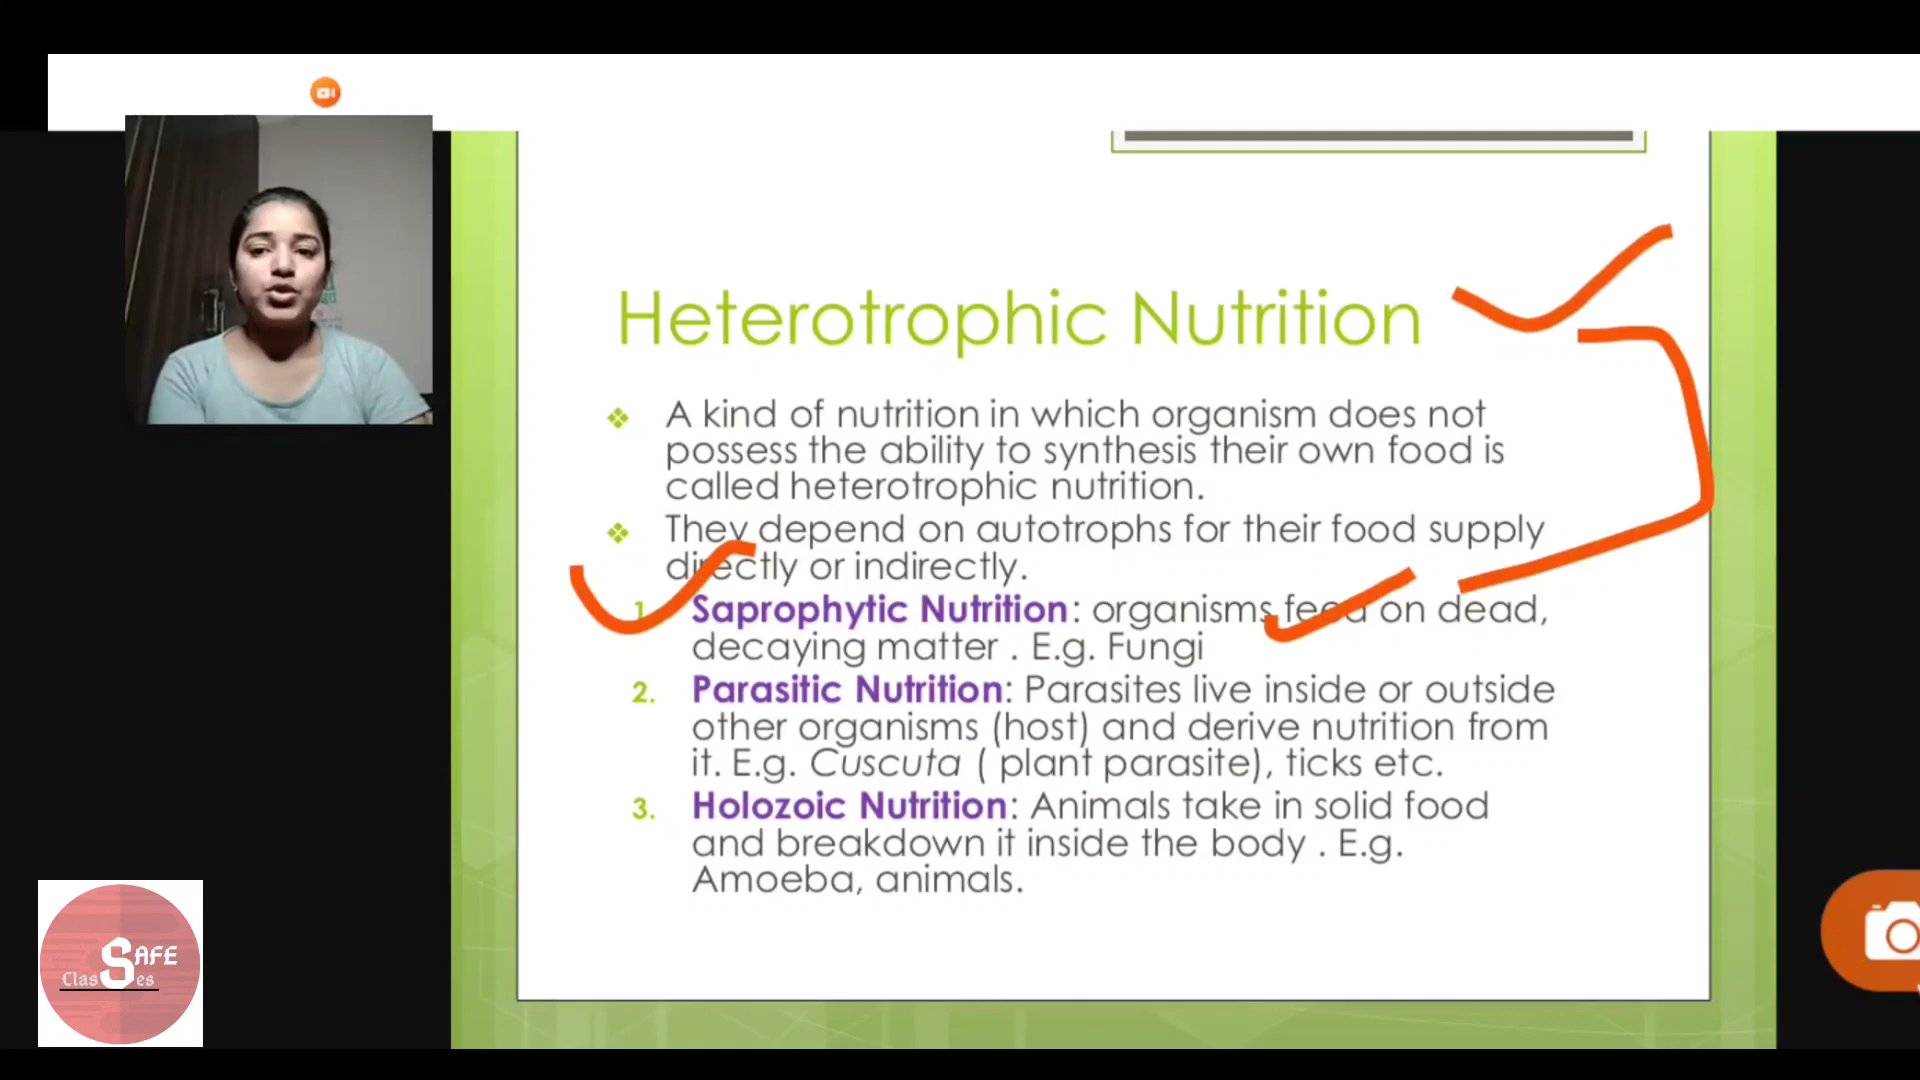 Heterotrophic Nutrition
❖ A kind of nutrition in which organism does not
possess the ability to synthesis their own food is
called heterotrophic nutrition.
❖ They depend on autotrophs for their food supply
directly or indirectly.
1. Saprophytic Nutrition: organisms feed on dead,
decaying matter . E.g. Fungi
2. Parasitic Nutrition: Parasites live inside or outside
other organisms (host) and derive nutrition from
it. E.g. Cuscuta ( plant parasite), ticks etc.
3. Holozoic Nutrition: Animals take in solid food
and breakdown it inside the body . E.g.
Amoeba, animals.
SAFE
Classes